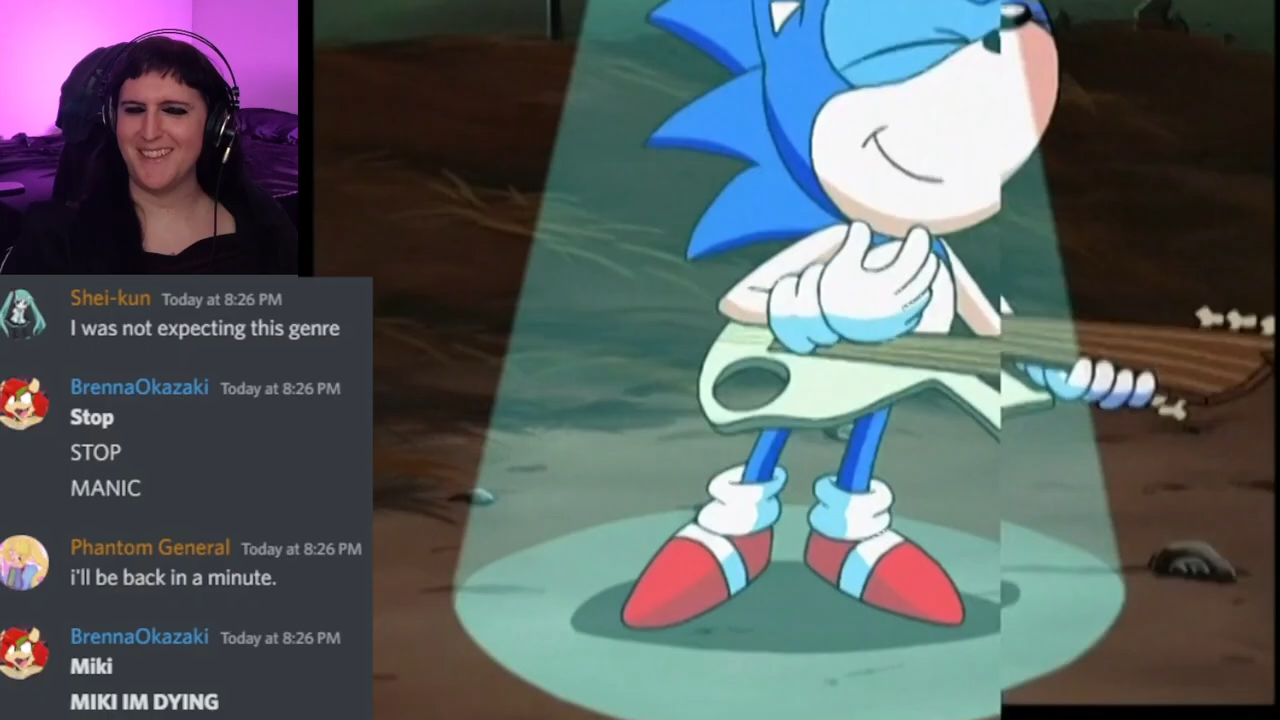 Shei-kun Today at 8:26 PM
I was not expecting this genre
BrennaOkazaki Today at 8:26 PM
Stop
STOP
MANIC
Phantom General Today at 8:26 PM
i'll be back in a minute.
BrennaOkazaki Today at 8:26 PM
Miki
MIKI IM DYING